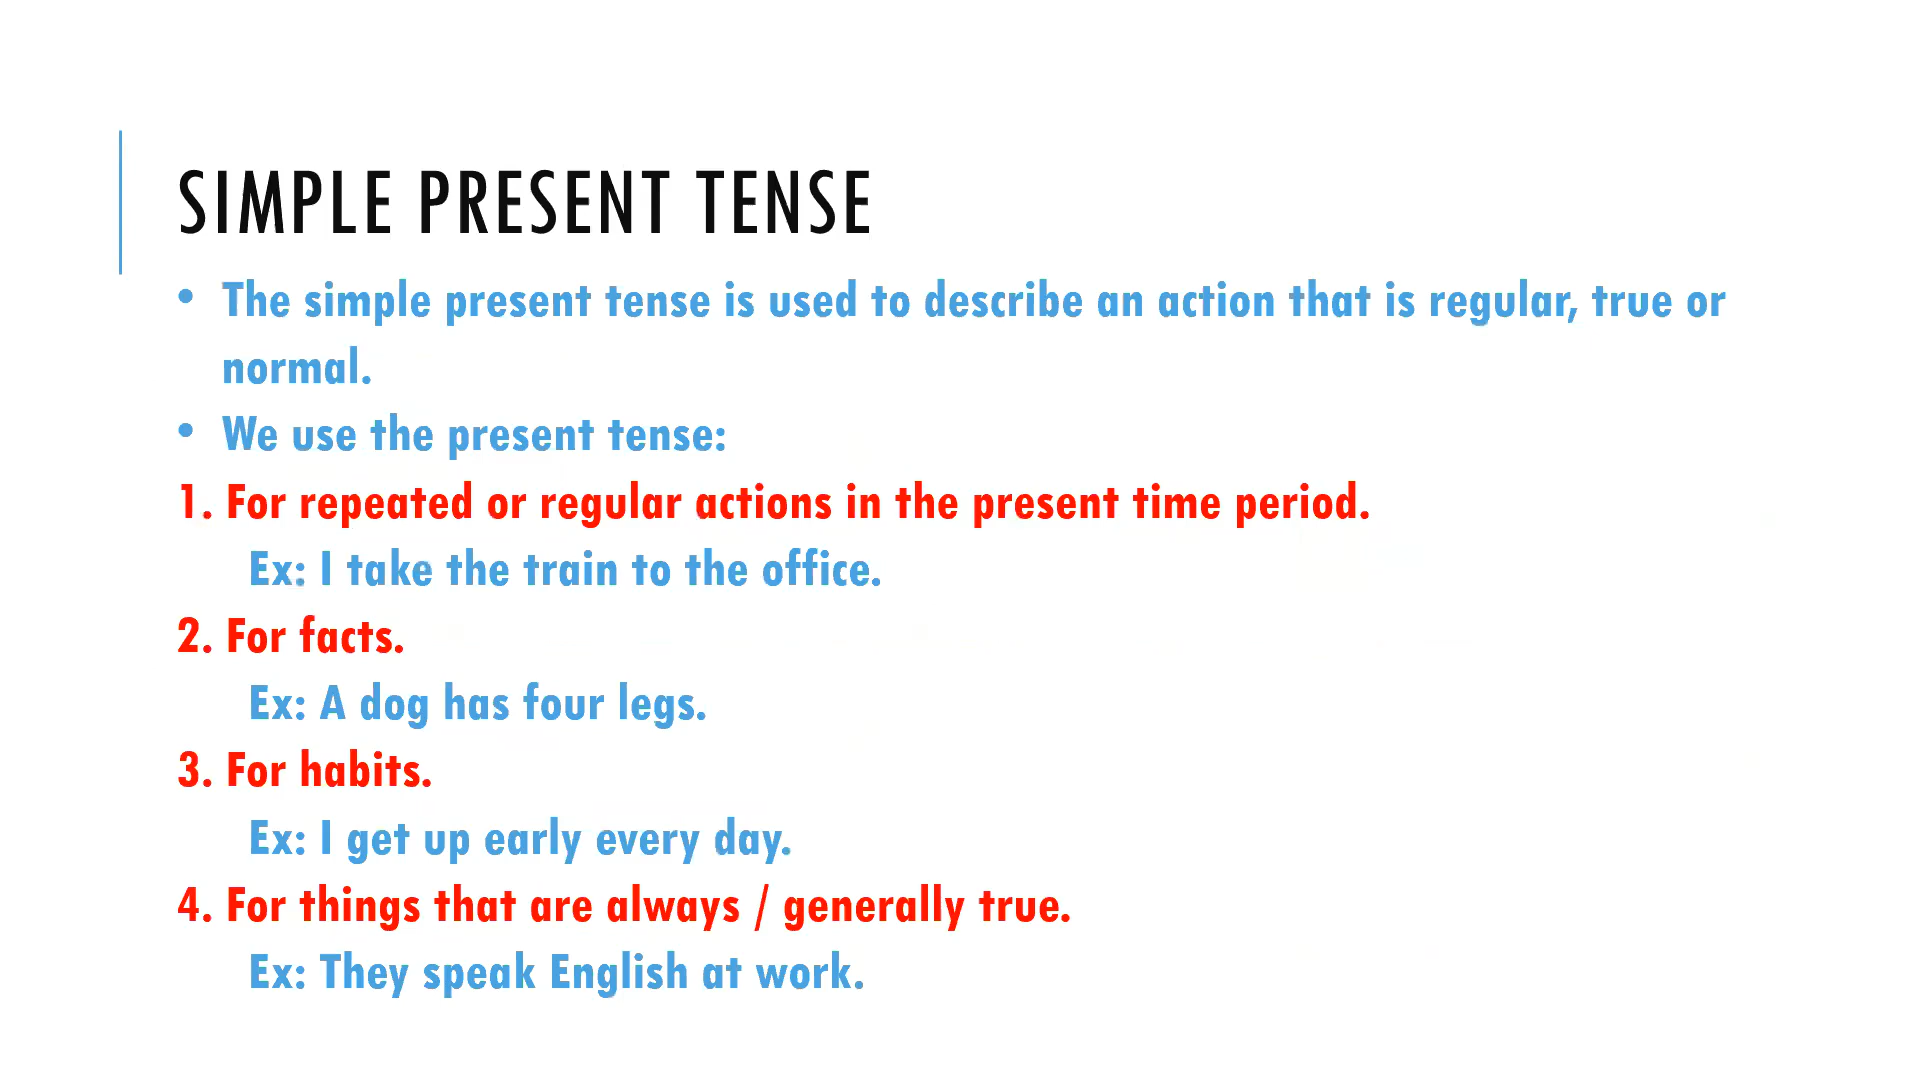 SIMPLE PRESENT TENSE
• The simple present tense is used to describe an action that is regular, true or
normal.
• We use the present tense:
1. For repeated or regular actions in the present time period.
Ex: I take the train to the office.
2. For facts.
Ex: A dog has four legs.
3. For habits.
Ex: I get up early every day.
4. For things that are always / generally true.
Ex: They speak English at work.